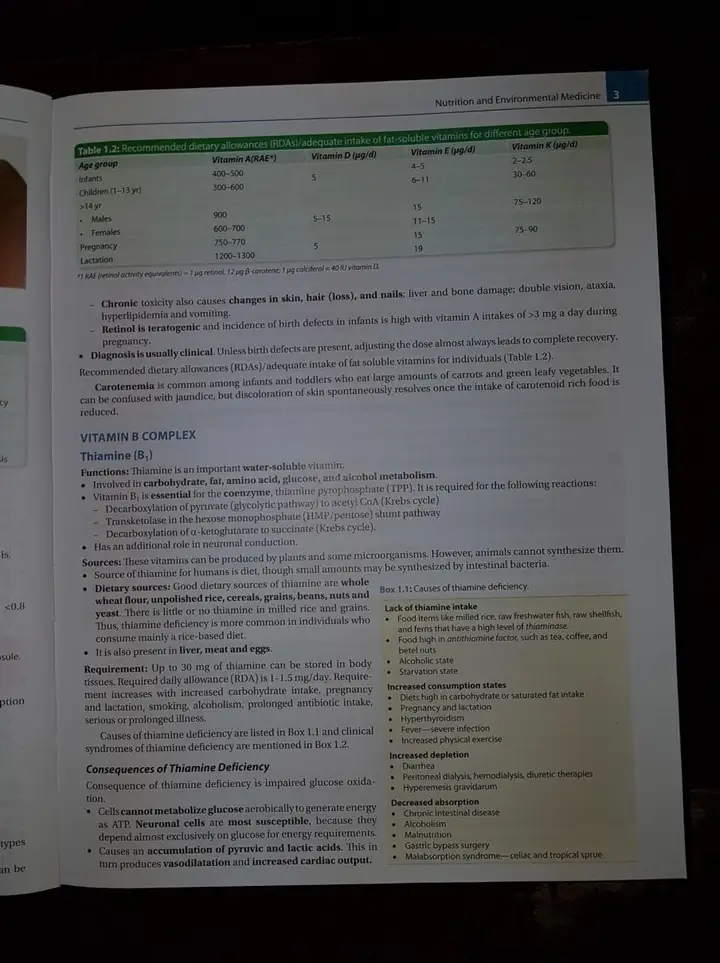 Nutrition and Environmental Medicine 3
Table 1.2: Recommended dietary allowances (RDAs)/adequate intake of fat-soluble vitamins for different age group.
Age group Vitamin A(RAE*) Vitamin D (µg/d) Vitamin E (µg/d) Vitamin K (µg/d)
Infants 400–500 5 4–5 2–2.5
Children (1–13 yr) 300–600 6–11 30–60
>14 yr
• Males 900 5–15 15 75–120
• Females 600–700 11–15 75–90
Pregnancy 750–770 5 15
Lactation 1200–1300 19
*1 RAE (retinol activity equivalents) = 1 µg retinol, 12 µg β-carotene; 1 µg calciferol = 40 IU vitamin D.
– Chronic toxicity also causes changes in skin, hair (loss), and nails; liver and bone damage; double vision, ataxia,
hyperlipidemia and vomiting.
– Retinol is teratogenic and incidence of birth defects in infants is high with vitamin A intakes of >3 mg a day during
pregnancy.
• Diagnosis is usually clinical. Unless birth defects are present, adjusting the dose almost always leads to complete recovery.
Recommended dietary allowances (RDAs)/adequate intake of fat soluble vitamins for individuals (Table 1.2).
Carotenemia is common among infants and toddlers who eat large amounts of carrots and green leafy vegetables. It
can be confused with jaundice, but discoloration of skin spontaneously resolves once the intake of carotenoid rich food is
reduced.
VITAMIN B COMPLEX
Thiamine (B1)
Functions: Thiamine is an important water-soluble vitamin.
• Involved in carbohydrate, fat, amino acid, glucose, and alcohol metabolism.
• Vitamin B1 is essential for the coenzyme, thiamine pyrophosphate (TPP). It is required for the following reactions:
– Decarboxylation of pyruvate (glycolytic pathway) to acetyl CoA (Krebs cycle)
– Transketolase in the hexose monophosphate (HMP/pentose) shunt pathway
– Decarboxylation of α-ketoglutarate to succinate (Krebs cycle).
• Has an additional role in neuronal conduction.
Sources: These vitamins can be produced by plants and some microorganisms. However, animals cannot synthesize them.
• Source of thiamine for humans is diet, though small amounts may be synthesized by intestinal bacteria.
• Dietary sources: Good dietary sources of thiamine are whole
wheat flour, unpolished rice, cereals, grains, beans, nuts and
yeast. There is little or no thiamine in milled rice and grains.
Thus, thiamine deficiency is more common in individuals who
consume mainly a rice-based diet.
• It is also present in liver, meat and eggs.
Requirement: Up to 30 mg of thiamine can be stored in body
tissues. Required daily allowance (RDA) is 1–1.5 mg/day. Require-
ment increases with increased carbohydrate intake, pregnancy
and lactation, smoking, alcoholism, prolonged antibiotic intake,
serious or prolonged illness.
Causes of thiamine deficiency are listed in Box 1.1 and clinical
syndromes of thiamine deficiency are mentioned in Box 1.2.
Consequences of Thiamine Deficiency
Consequence of thiamine deficiency is impaired glucose oxida-
tion.
• Cells cannot metabolize glucose aerobically to generate energy
as ATP. Neuronal cells are most susceptible, because they
depend almost exclusively on glucose for energy requirements.
• Causes an accumulation of pyruvic and lactic acids. This in
turn produces vasodilatation and increased cardiac output.
Box 1.1: Causes of thiamine deficiency.
Lack of thiamine intake
• Food items like milled rice, raw freshwater fish, raw shellfish,
and ferns that have a high level of thiaminase
• Food high in antithiamine factor, such as tea, coffee, and
betel nuts
• Alcoholic state
• Starvation state
Increased consumption states
• Diets high in carbohydrate or saturated fat intake
• Pregnancy and lactation
• Hyperthyroidism
• Fever—severe infection
• Increased physical exercise
Increased depletion
• Diarrhea
• Peritoneal dialysis, hemodialysis, diuretic therapies
• Hyperemesis gravidarum
Decreased absorption
• Chronic intestinal disease
• Alcoholism
• Malnutrition
• Gastric bypass surgery
• Malabsorption syndrome—celiac and tropical sprue
<0.8